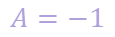 A = −1